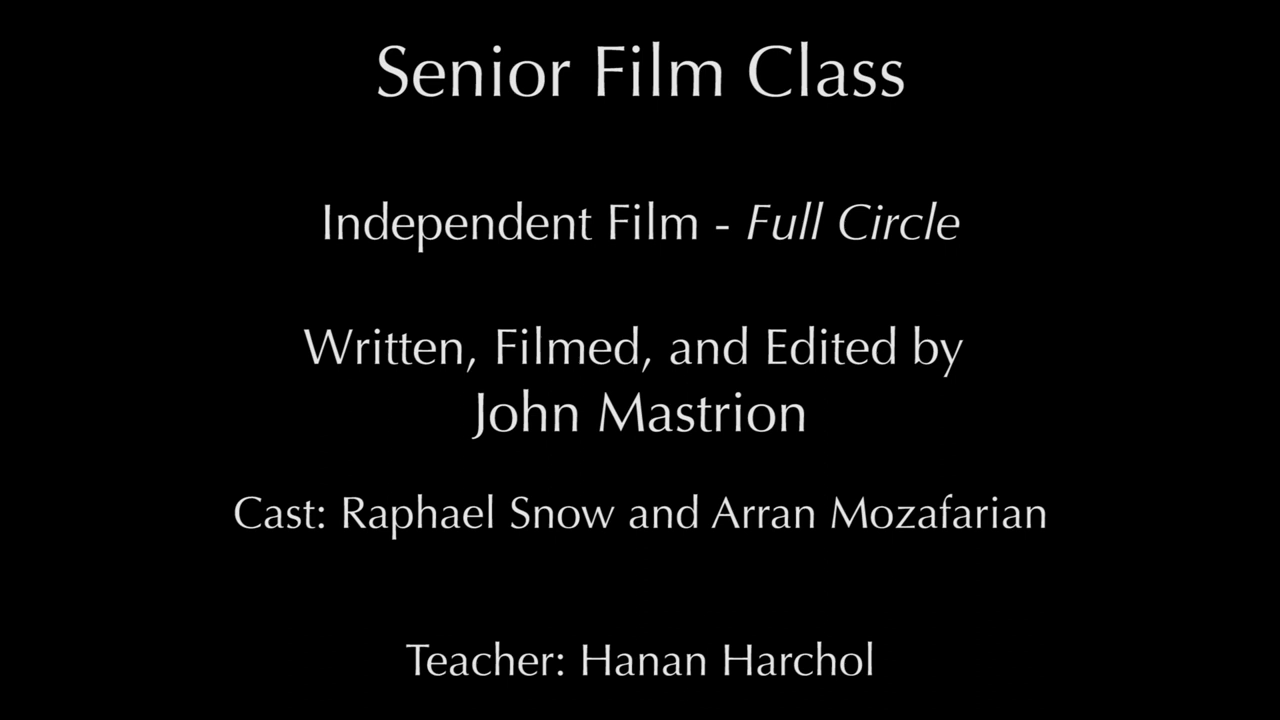 Senior Film Class
Independent Film - Full Circle
Written, Filmed, and Edited by
John Mastrion
Cast: Raphael Snow and Arran Mozafarian
Teacher: Hanan Harchol